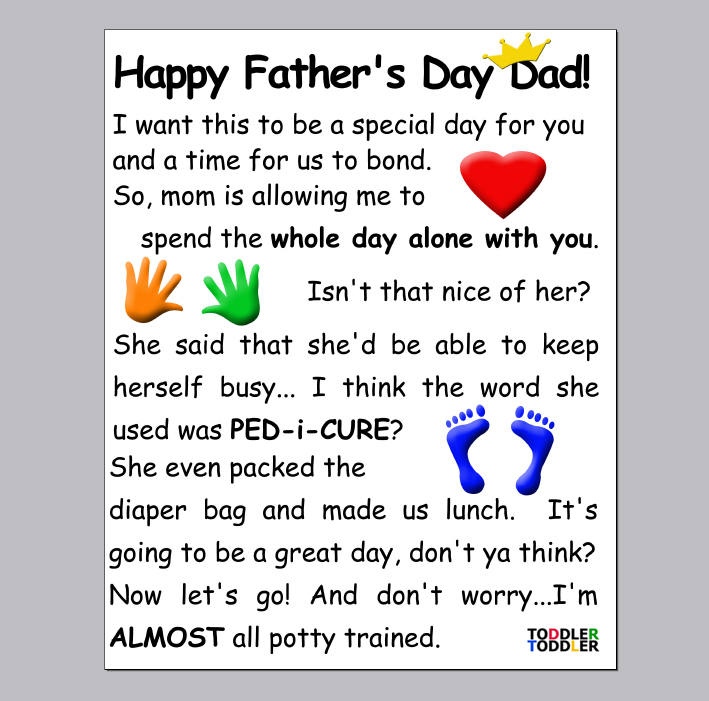 Happy Father's Day Dad!
I want this to be a special day for you
and a time for us to bond.
So, mom is allowing me to
spend the whole day alone with you.
Isn't that nice of her?
She said that she'd be able to keep
herself busy... I think the word she
used was PED-i-CURE?
She even packed the
diaper bag and made us lunch. It's
going to be a great day, don't ya think?
Now let's go! And don't worry...I'm
ALMOST all potty trained.
TODDLER
TODDLER